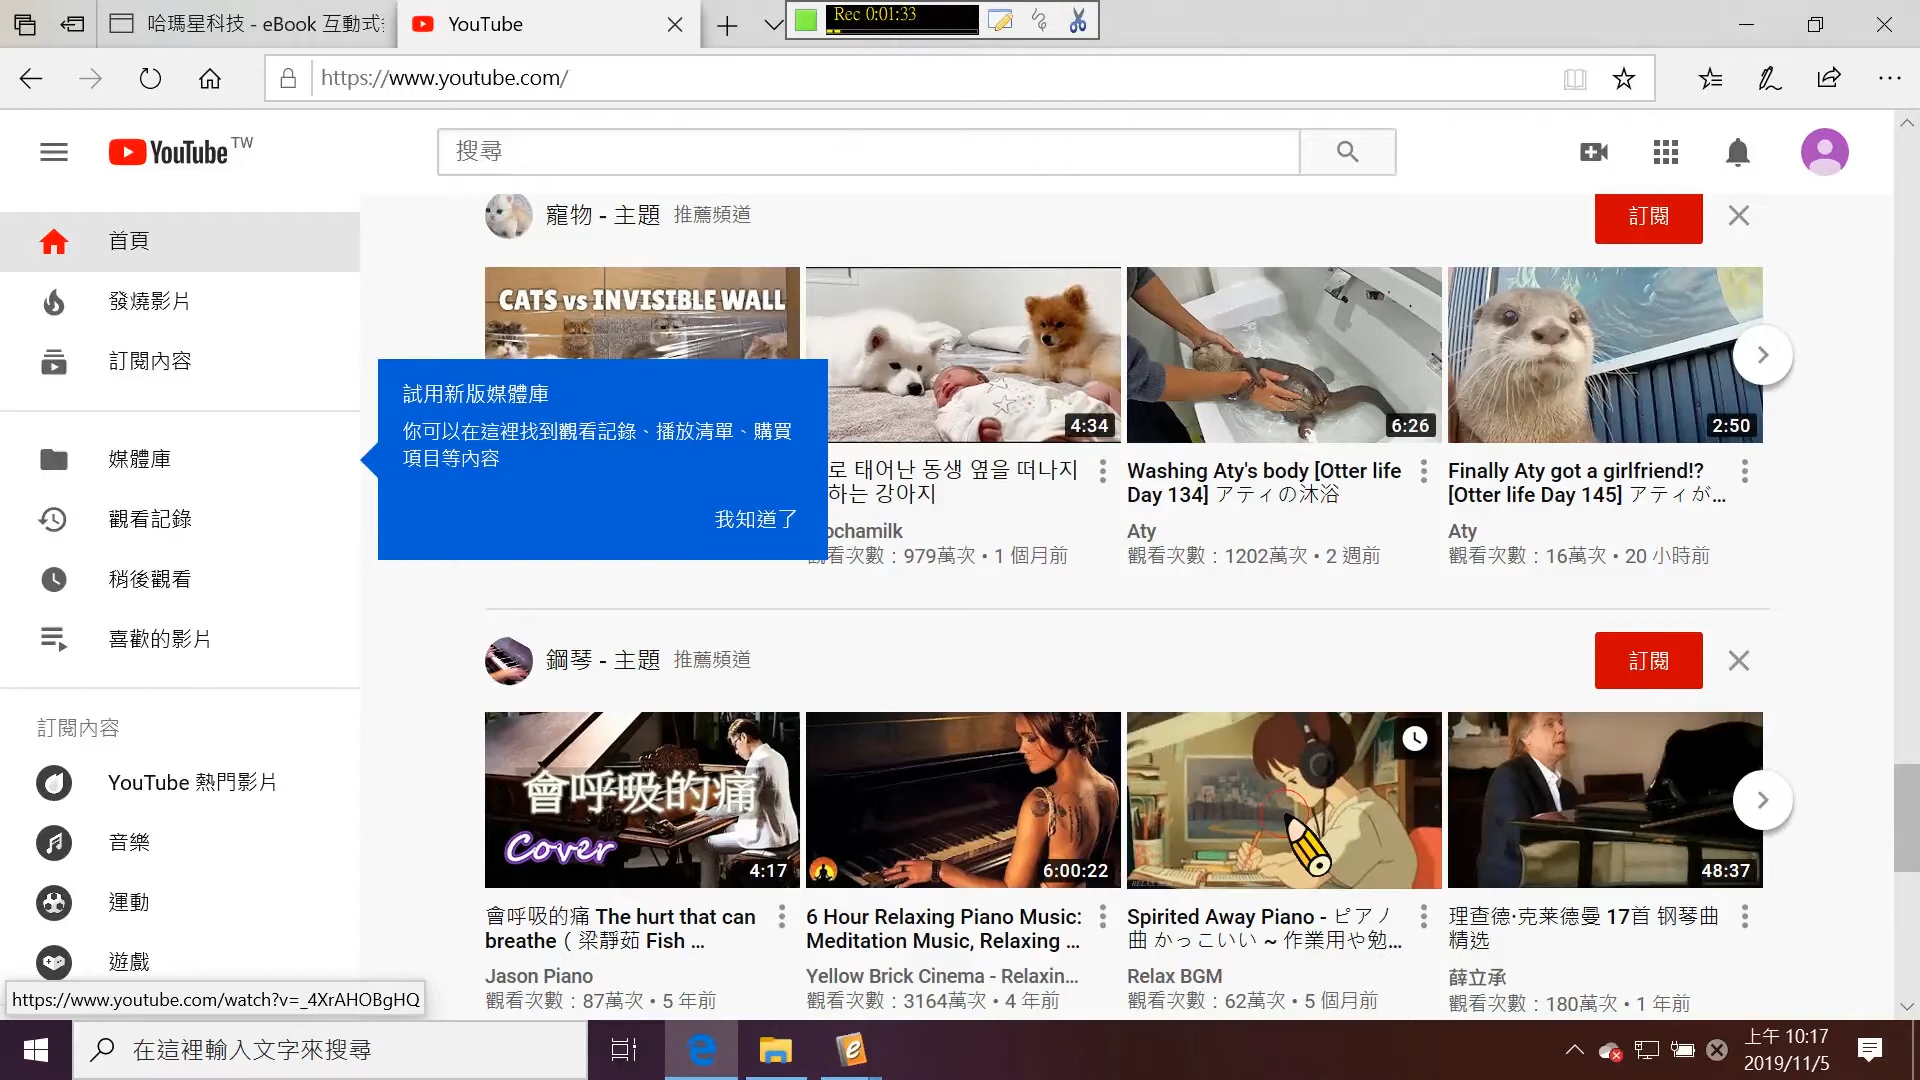 哈瑪星科技 - eBook 互動式
YouTube
Rec 0:01:33
https://www.youtube.com/
YouTube TW
搜尋
首頁
發燒影片
訂閱內容
媒體庫
觀看記錄
稍後觀看
喜歡的影片
訂閱內容
YouTube 熱門影片
音樂
運動
遊戲
https://www.youtube.com/watch?v=_4XrAHOBgHQ
寵物 - 主題 推薦頻道
訂閱
CATS vs INVISIBLE WALL
4:34
6:26
2:50
試用新版媒體庫
你可以在這裡找到觀看記錄、播放清單、購買
項目等內容
我知道了
로 태어난 동생 옆을 떠나지
하는 강아지
ochamilk
看次數：979萬次 • 1 個月前
Washing Aty's body [Otter life
Day 134] アティの沐浴
Aty
觀看次數：1202萬次 • 2 週前
Finally Aty got a girlfriend!?
[Otter life Day 145] アティが...
Aty
觀看次數：16萬次 • 20 小時前
鋼琴 - 主題 推薦頻道
訂閱
會呼吸的痛
Cover
4:17
6:00:22
RELAX BGM
48:37
會呼吸的痛 The hurt that can
breathe（梁靜茹 Fish ...
Jason Piano
觀看次數：87萬次 • 5 年前
6 Hour Relaxing Piano Music:
Meditation Music, Relaxing ...
Yellow Brick Cinema - Relaxin...
觀看次數：3164萬次 • 4 年前
Spirited Away Piano - ピアノ
曲 かっこいい ~ 作業用や勉...
Relax BGM
觀看次數：62萬次 • 5 個月前
理查德·克莱德曼 17首 钢琴曲
精选
薛立承
觀看次數：180萬次 • 1 年前
在這裡輸入文字來搜尋
上午 10:17
2019/11/5